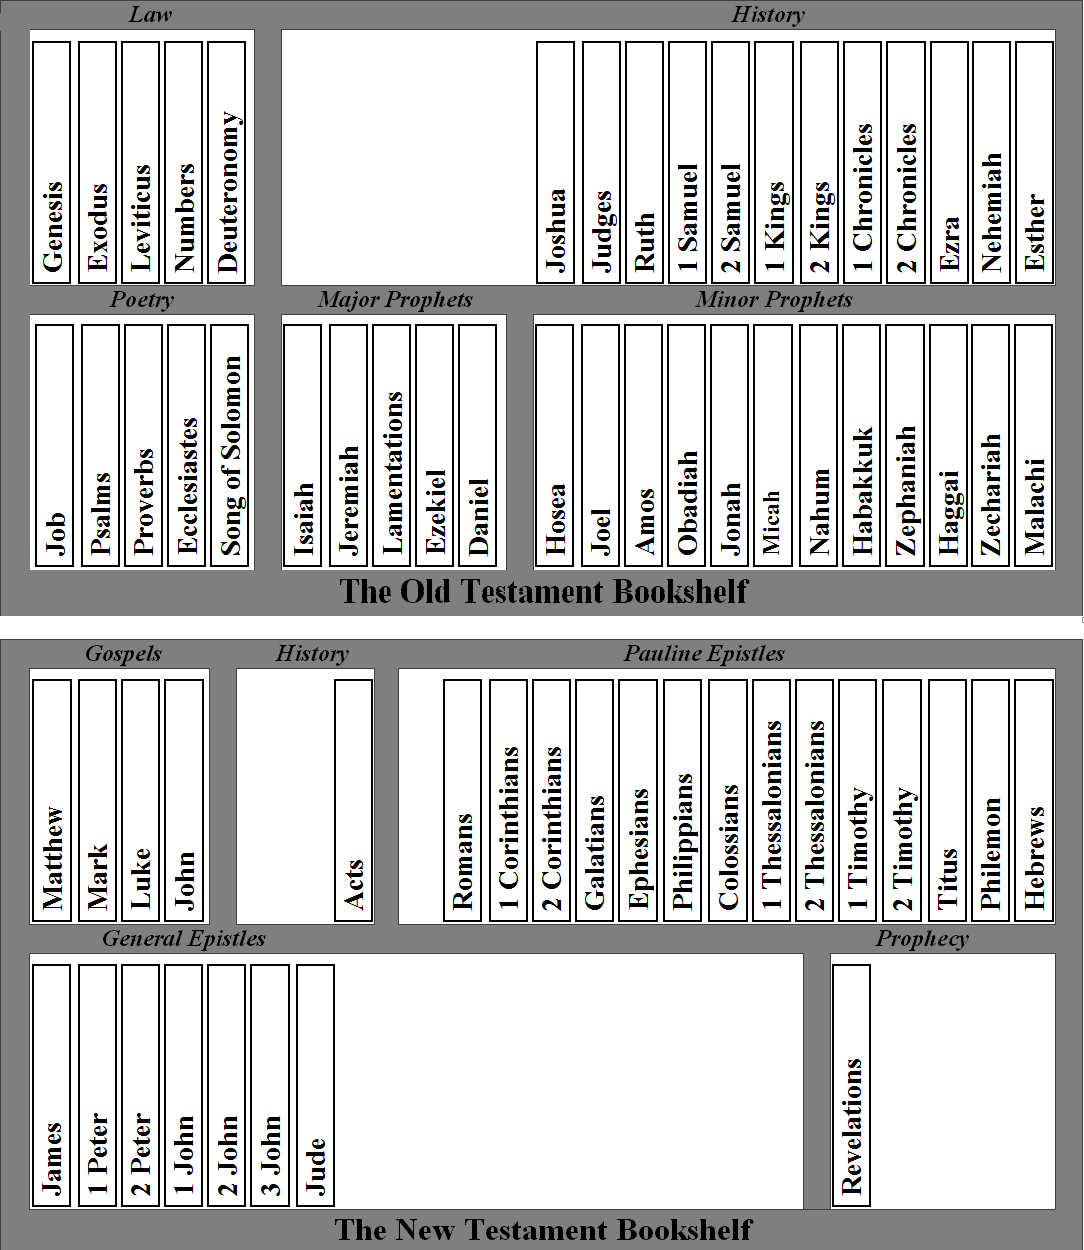 Law
History
Genesis
Exodus
Leviticus
Numbers
Deuteronomy
Joshua
Judges
Ruth
1 Samuel
2 Samuel
1 Kings
2 Kings
1 Chronicles
2 Chronicles
Ezra
Nehemiah
Esther
Poetry
Major Prophets
Minor Prophets
Job
Psalms
Proverbs
Ecclesiastes
Song of Solomon
Isaiah
Jeremiah
Lamentations
Ezekiel
Daniel
Hosea
Joel
Amos
Obadiah
Jonah
Micah
Nahum
Habakkuk
Zephaniah
Haggai
Zechariah
Malachi
The Old Testament Bookshelf
Gospels
History
Pauline Epistles
Matthew
Mark
Luke
John
Acts
Romans
1 Corinthians
2 Corinthians
Galatians
Ephesians
Philippians
Colossians
1 Thessalonians
2 Thessalonians
1 Timothy
2 Timothy
Titus
Philemon
Hebrews
General Epistles
Prophecy
James
1 Peter
2 Peter
1 John
2 John
3 John
Jude
Revelations
The New Testament Bookshelf